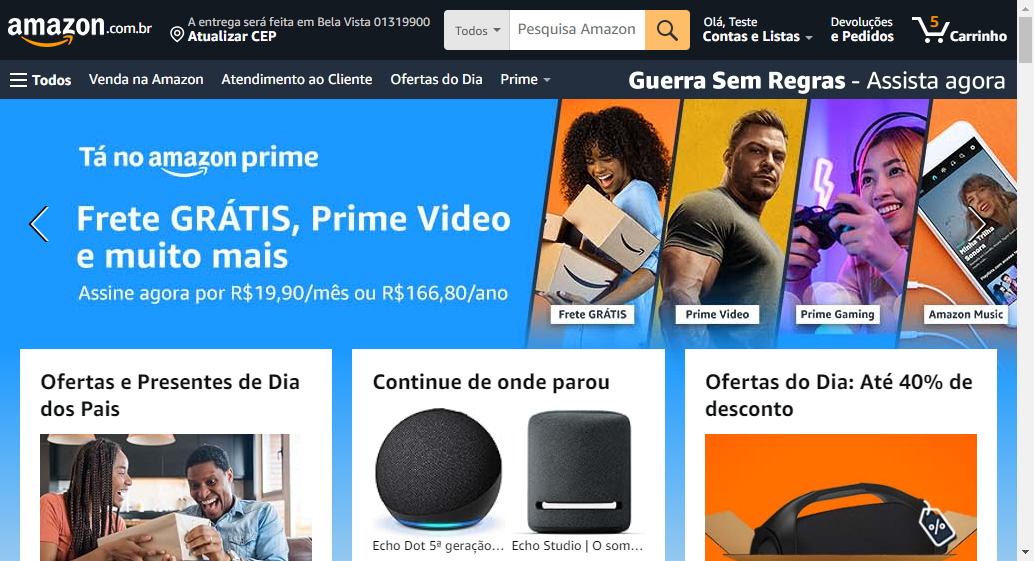 amazon.com.br
A entrega será feita em Bela Vista 01319900
Atualizar CEP
Todos
Pesquisa Amazon
Olá, Teste
Contas e Listas
Devoluções
e Pedidos
5
Carrinho
Todos
Venda na Amazon
Atendimento ao Cliente
Ofertas do Dia
Prime
Guerra Sem Regras - Assista agora
Tá no amazon prime
Frete GRÁTIS, Prime Video
e muito mais
Assine agora por R$19,90/mês ou R$166,80/ano
Minha Trilha
Sonora
Frete GRÁTIS
Prime Video
Prime Gaming
Amazon Music
Ofertas e Presentes de Dia
dos Pais
Continue de onde parou
Echo Dot 5ª geração...
Echo Studio | O som...
Ofertas do Dia: Até 40% de
desconto
%